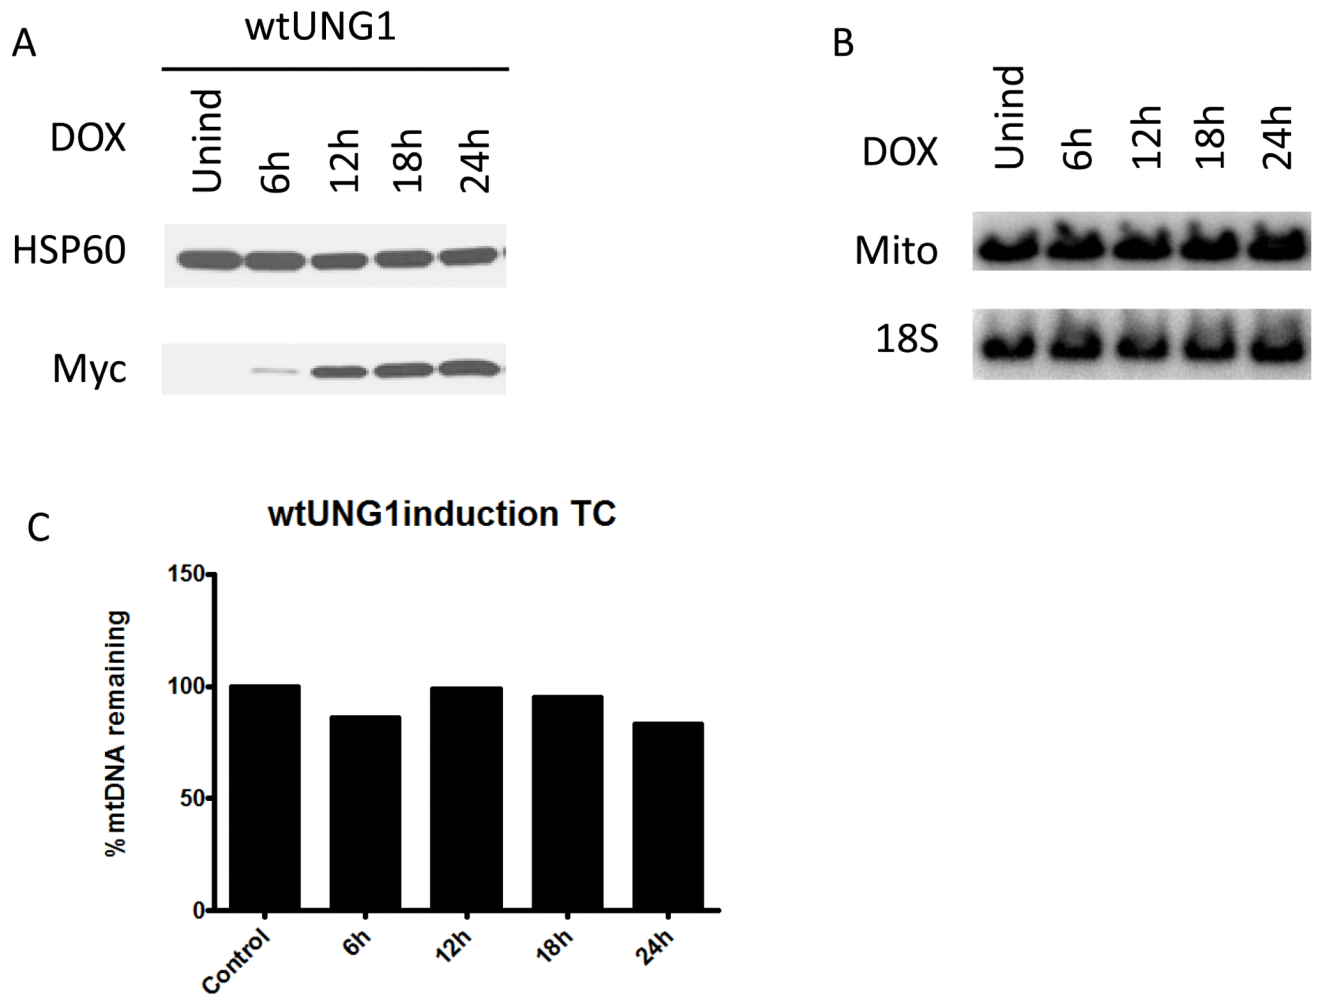 A
wtUNG1
DOX
Unind
6h
12h
18h
24h
HSP60
Myc
B
DOX
Unind
6h
12h
18h
24h
Mito
18S
C
wtUNG1induction TC
% mtDNA remaining
150
100
50
0
Control
6h
12h
18h
24h